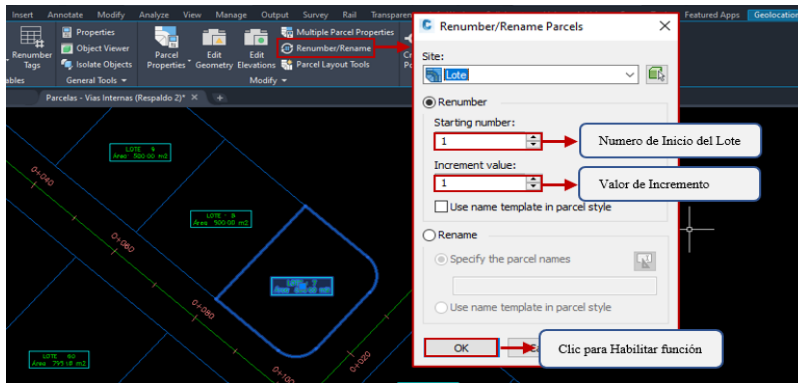 Insert Annotate Modify Analyze View Manage Output Survey Rail Featured Apps Geolocation
Properties
Object Viewer
Isolate Objects
General Tools
Renumber
Tags
Parcel
Properties
Edit
Geometry
Edit
Elevations
Multiple Parcel Properties
Renumber/Rename
Parcel Layout Tools
Modify
Parcelas - Vias Internas (Respaldo 2)*
Renumber/Rename Parcels
Site:
Lote
Renumber
Starting number:
1
Numero de Inicio del Lote
Increment value:
1
Valor de Incremento
Use name template in parcel style
Rename
Specify the parcel names
Use name template in parcel style
OK
Clic para Habilitar función
Area: 500.00 m2
0+040
Area: 500.00 m2
0+060
0+080
LOTE 60
0+100
0+020